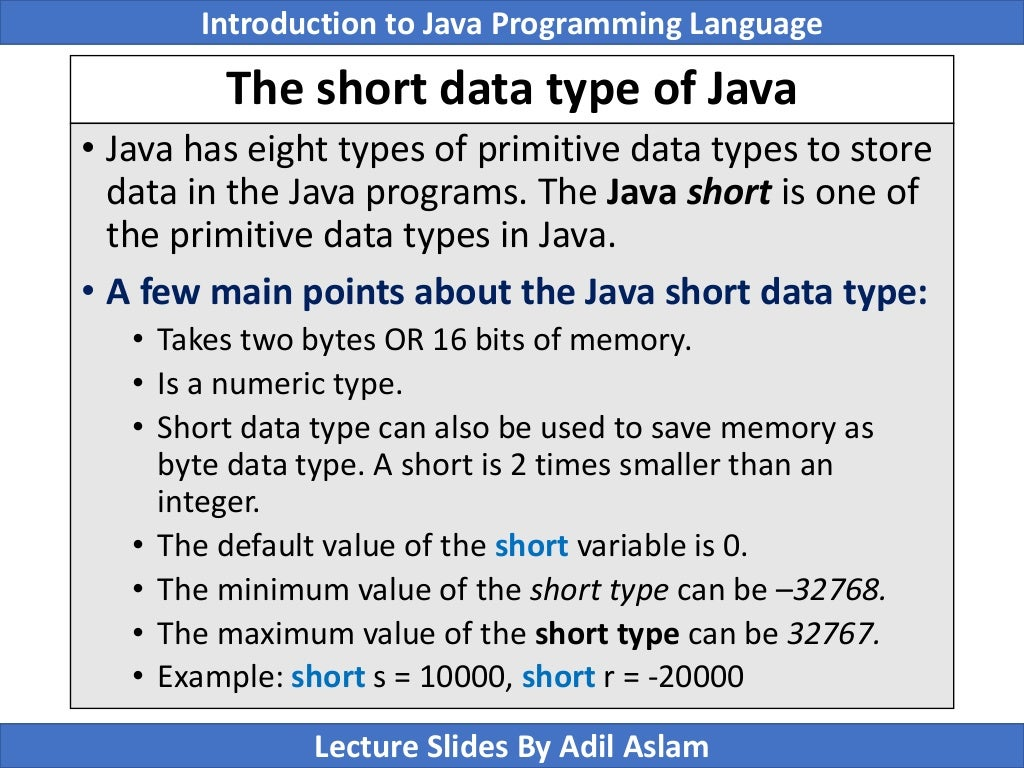 Introduction to Java Programming Language
The short data type of Java
• Java has eight types of primitive data types to store
data in the Java programs. The Java short is one of
the primitive data types in Java.
• A few main points about the Java short data type:
• Takes two bytes OR 16 bits of memory.
• Is a numeric type.
• Short data type can also be used to save memory as
byte data type. A short is 2 times smaller than an
integer.
• The default value of the short variable is 0.
• The minimum value of the short type can be –32768.
• The maximum value of the short type can be 32767.
• Example: short s = 10000, short r = -20000
Lecture Slides By Adil Aslam